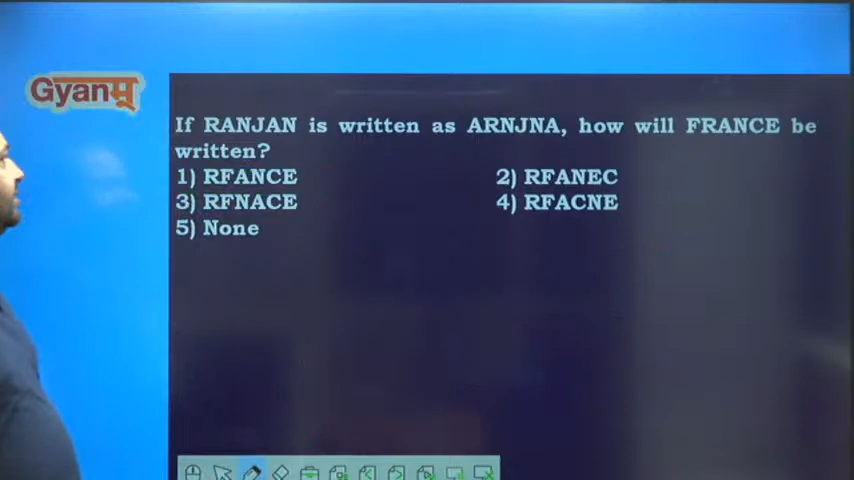 Gyanभू
If RANJAN is written as ARNJNA, how will FRANCE be
written?
1) RFANCE 2) RFANEC
3) RFNACE 4) RFACNE
5) None